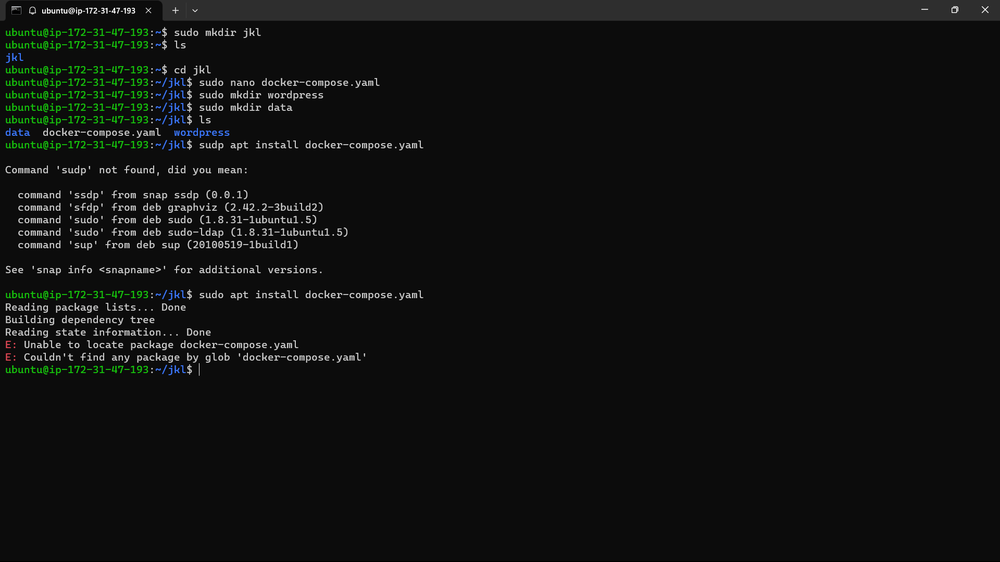 ubuntu@ip-172-31-47-193
ubuntu@ip-172-31-47-193:~$ sudo mkdir jkl
ubuntu@ip-172-31-47-193:~$ ls
jkl
ubuntu@ip-172-31-47-193:~$ cd jkl
ubuntu@ip-172-31-47-193:~/jkl$ sudo nano docker-compose.yaml
ubuntu@ip-172-31-47-193:~/jkl$ sudo mkdir wordpress
ubuntu@ip-172-31-47-193:~/jkl$ sudo mkdir data
ubuntu@ip-172-31-47-193:~/jkl$ ls
data  docker-compose.yaml  wordpress
ubuntu@ip-172-31-47-193:~/jkl$ sudp apt install docker-compose.yaml
Command 'sudp' not found, did you mean:
  command 'ssdp' from snap ssdp (0.0.1)
  command 'sfdp' from deb graphviz (2.42.2-3build2)
  command 'sudo' from deb sudo (1.8.31-1ubuntu1.5)
  command 'sudo' from deb sudo-ldap (1.8.31-1ubuntu1.5)
  command 'sup' from deb sup (20100519-1build1)
See 'snap info <snapname>' for additional versions.
ubuntu@ip-172-31-47-193:~/jkl$ sudo apt install docker-compose.yaml
Reading package lists... Done
Building dependency tree
Reading state information... Done
E: Unable to locate package docker-compose.yaml
E: Couldn't find any package by glob 'docker-compose.yaml'
ubuntu@ip-172-31-47-193:~/jkl$